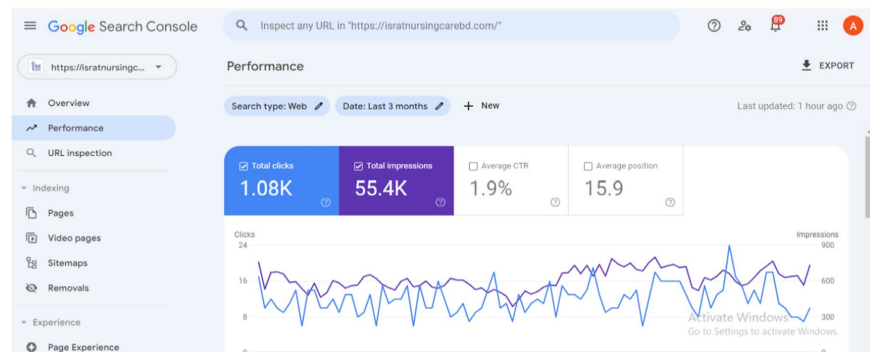 Google Search Console
Inspect any URL in "https://isratnursingcarebd.com/"
89
A
https://isratnursingc...
Performance
EXPORT
Overview
Performance
URL inspection
Indexing
Pages
Video pages
Sitemaps
Removals
Experience
Page Experience
Search type: Web
Date: Last 3 months
+ New
Last updated: 1 hour ago
Total clicks
1.08K
Total impressions
55.4K
Average CTR
1.9%
Average position
15.9
Clicks
24
16
8
0
Impressions
900
600
300
0
Activate Windows
Go to Settings to activate Windows.